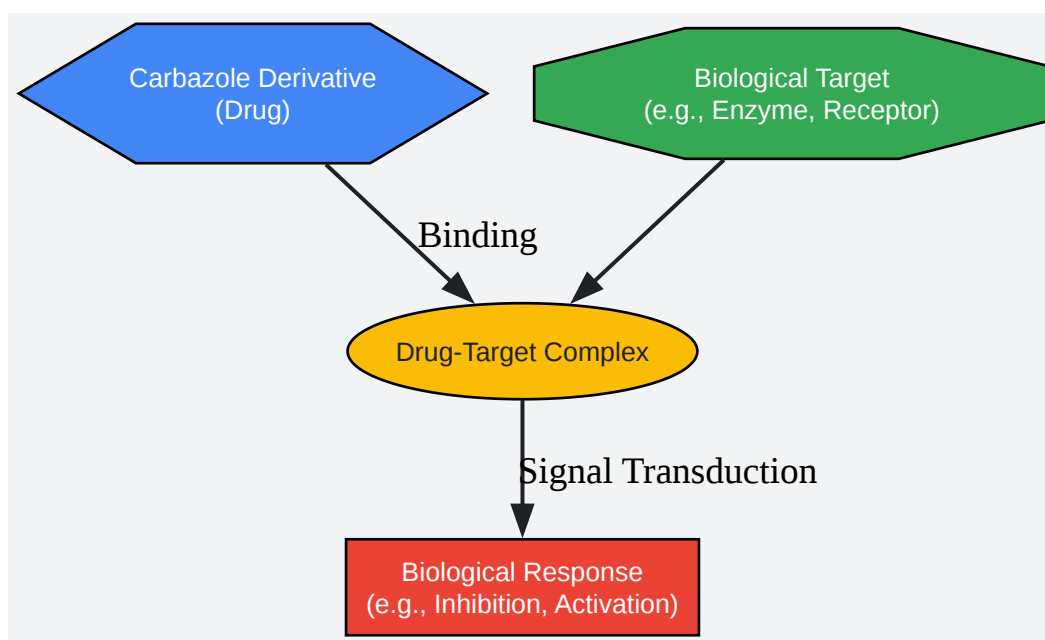 Carbazole Derivative
(Drug)
Biological Target
(e.g., Enzyme, Receptor)
Binding
Drug-Target Complex
Signal Transduction
Biological Response
(e.g., Inhibition, Activation)